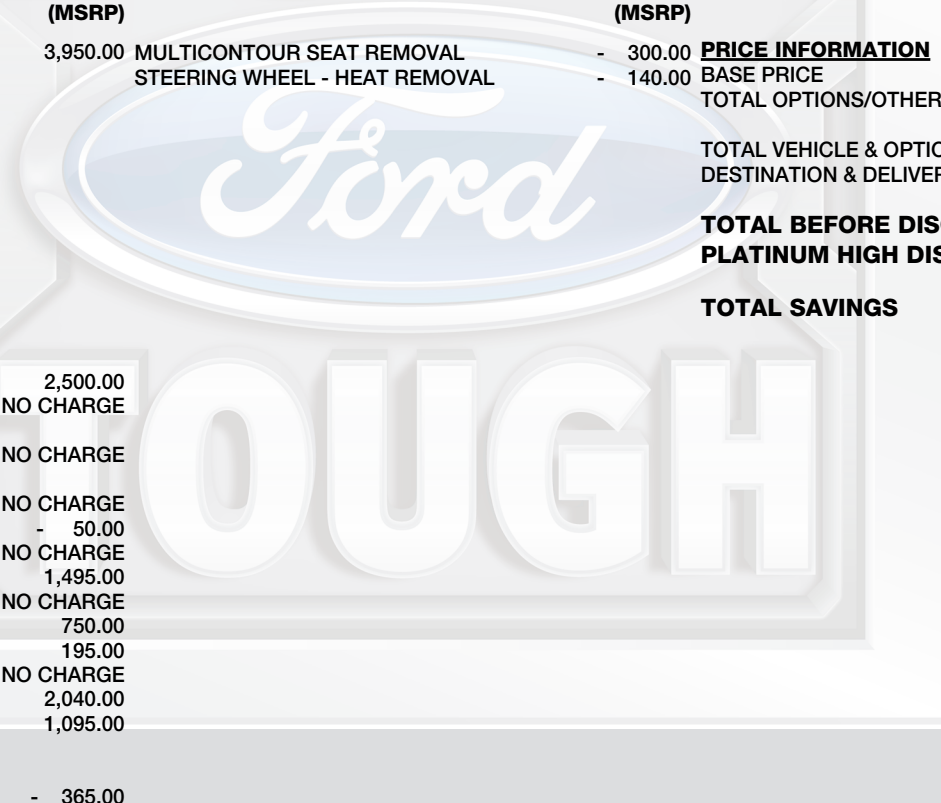 (MSRP)
3,950.00
2,500.00
NO CHARGE
NO CHARGE
NO CHARGE
- 50.00
NO CHARGE
1,495.00
NO CHARGE
750.00
195.00
NO CHARGE
2,040.00
1,095.00
- 365.00
(MSRP)
MULTICONTOUR SEAT REMOVAL - 300.00
STEERING WHEEL - HEAT REMOVAL - 140.00
PRICE INFORMATION
BASE PRICE
TOTAL OPTIONS/OTHER
TOTAL VEHICLE & OPTIO
DESTINATION & DELIVER
TOTAL BEFORE DISC
PLATINUM HIGH DIS
TOTAL SAVINGS
Ford
TOUGH